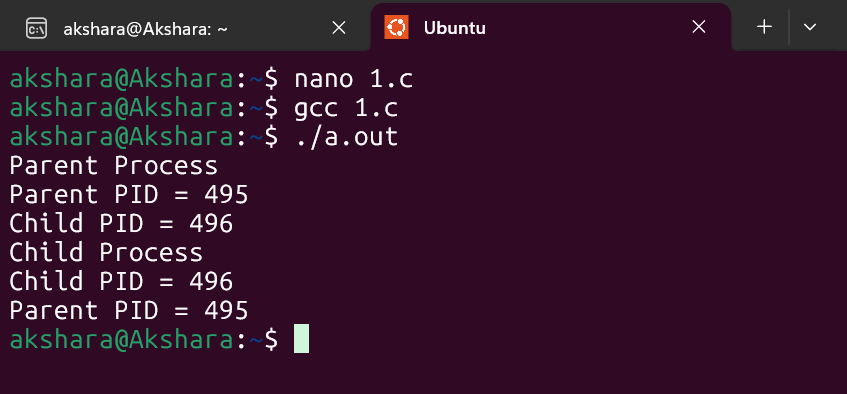 akshara@Akshara: ~
Ubuntu
akshara@Akshara:~$ nano 1.c
akshara@Akshara:~$ gcc 1.c
akshara@Akshara:~$ ./a.out
Parent Process
Parent PID = 495
Child PID = 496
Child Process
Child PID = 496
Parent PID = 495
akshara@Akshara:~$